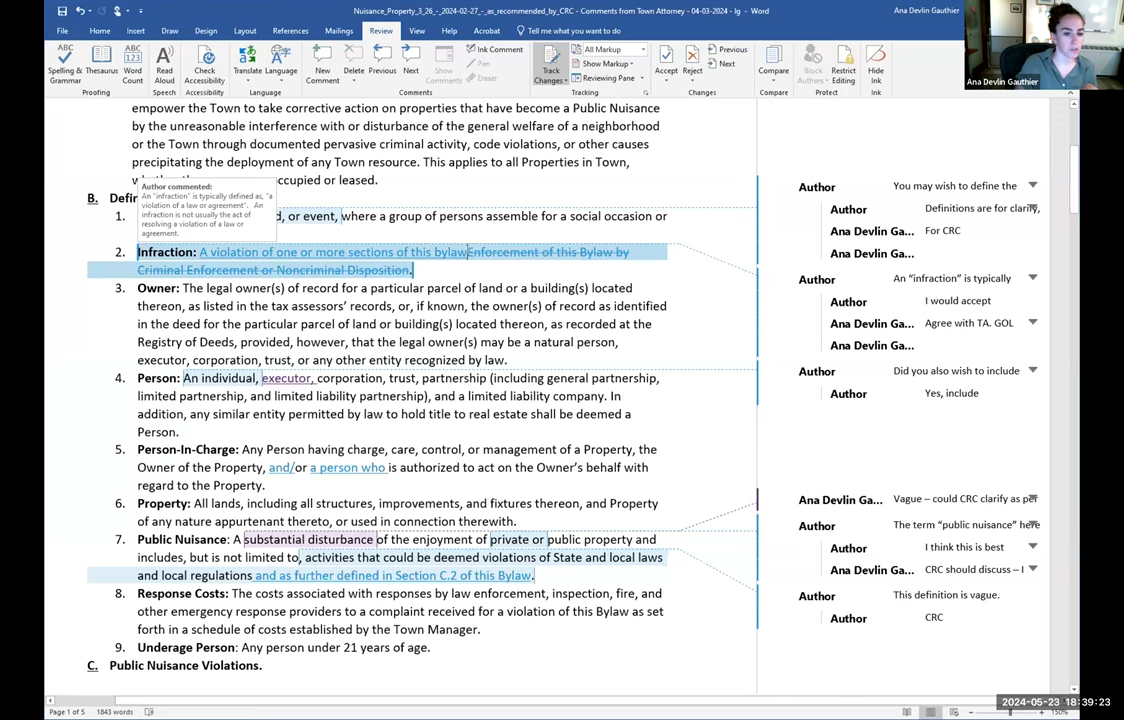 Nuisance_Property_3_26_-_2024-02-27_-_as_recommended_by_CRC - Comments from Town Attorney - 04-03-2024 - lg - Word
Ana Devlin Gauthier
File Home Insert Draw Design Layout References Mailings Review View Help Acrobat Tell me what you want to do
Spelling & Grammar
Thesaurus
Word Count
Read Aloud
Check Accessibility
Translate
Language
New Comment
Delete
Previous
Next
Show Comments
Ink Comment
Pen
Eraser
Track Changes
All Markup
Show Markup
Reviewing Pane
Accept
Reject
Previous
Next
Compare
Block Authors
Restrict Editing
Hide Ink
Proofing Speech Accessibility Language Comments Tracking Changes Compare Protect Ink
Ana Devlin Gauthier
empower the Town to take corrective action on properties that have become a Public Nuisance
by the unreasonable interference with or disturbance of the general welfare of a neighborhood
or the Town through documented pervasive criminal activity, code violations, or other causes
precipitating the deployment of any Town resource. This applies to all Properties in Town,
occupied or leased.
Author commented:
An "infraction" is typically defined as, "a
violation of a law or agreement". An
infraction is not usually the act of
resolving a violation of a law or
agreement.
B. Defi
1. d, or event, where a group of persons assemble for a social occasion or
2. Infraction: A violation of one or more sections of this bylawEnforcement of this Bylaw by
Criminal Enforcement or Noncriminal Disposition.
3. Owner: The legal owner(s) of record for a particular parcel of land or a building(s) located
thereon, as listed in the tax assessors' records, or, if known, the owner(s) of record as identified
in the deed for the particular parcel of land or building(s) located thereon, as recorded at the
Registry of Deeds, provided, however, that the legal owner(s) may be a natural person,
executor, corporation, trust, or any other entity recognized by law.
4. Person: An individual, executor, corporation, trust, partnership (including general partnership,
limited partnership, and limited liability partnership), and a limited liability company. In
addition, any similar entity permitted by law to hold title to real estate shall be deemed a
Person.
5. Person-In-Charge: Any Person having charge, care, control, or management of a Property, the
Owner of the Property, and/or a person who is authorized to act on the Owner's behalf with
regard to the Property.
6. Property: All lands, including all structures, improvements, and fixtures thereon, and Property
of any nature appurtenant thereto, or used in connection therewith.
7. Public Nuisance: A substantial disturbance of the enjoyment of private or public property and
includes, but is not limited to, activities that could be deemed violations of State and local laws
and local regulations and as further defined in Section C.2 of this Bylaw.
8. Response Costs: The costs associated with responses by law enforcement, inspection, fire, and
other emergency response providers to a complaint received for a violation of this Bylaw as set
forth in a schedule of costs established by the Town Manager.
9. Underage Person: Any person under 21 years of age.
C. Public Nuisance Violations.
Author You may wish to define the
Author Definitions are for clarity,
Ana Devlin Ga... For CRC
Ana Devlin Ga...
Author An "infraction" is typically
Author I would accept
Ana Devlin Ga... Agree with TA. GOL
Ana Devlin Ga...
Author Did you also wish to include
Author Yes, include
Ana Devlin Ga... Vague – could CRC clarify as per
Author The term "public nuisance" here
Author I think this is best
Ana Devlin Ga... CRC should discuss – I
Author This definition is vague.
Author CRC
Page 1 of 5 1843 words
2024-05-23 18:39:23
150%